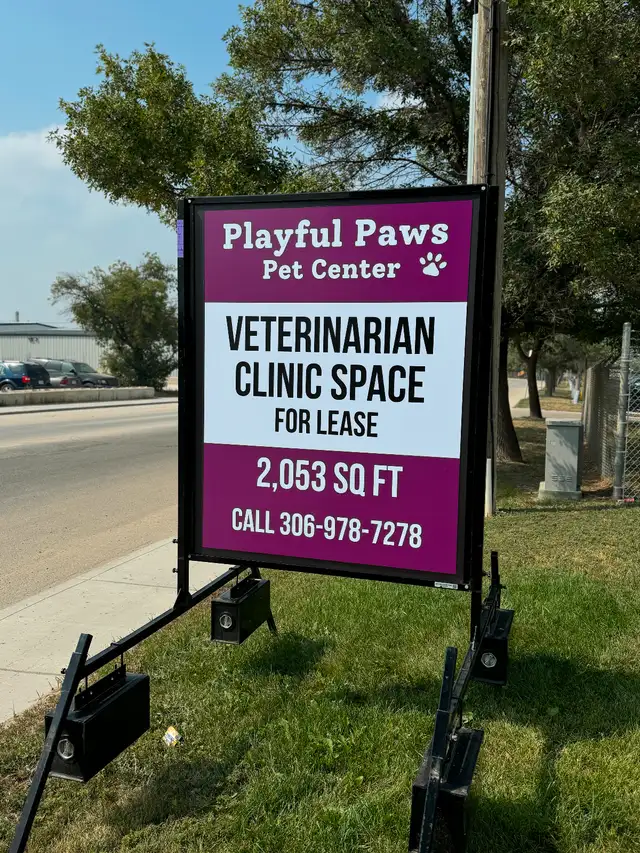 Playful Paws
Pet Center
VETERINARIAN
CLINIC SPACE
FOR LEASE
2,053 SQ FT
CALL 306-978-7278